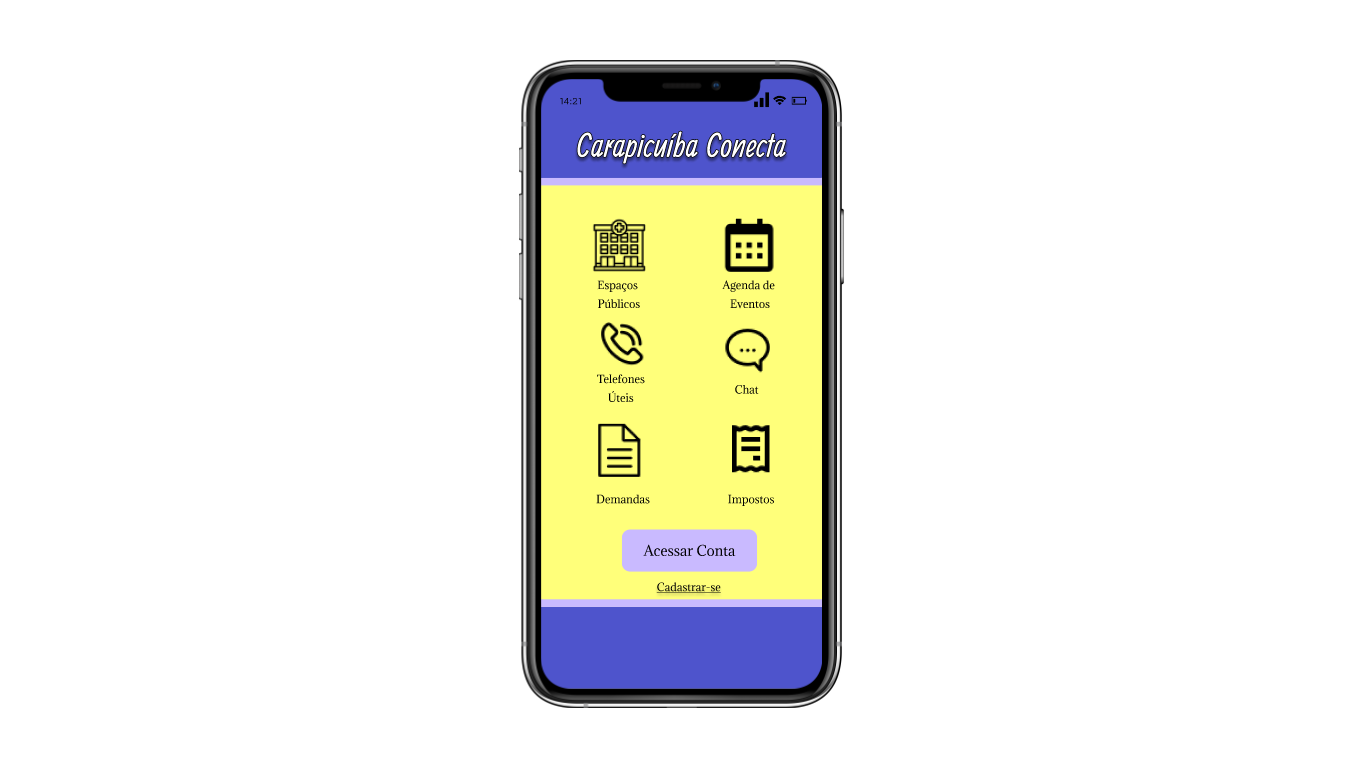 14:21
Carapicuíba Conecta
Espaços
Públicos
Agenda de
Eventos
Telefones
Úteis
Chat
Demandas
Impostos
Acessar Conta
Cadastrar-se